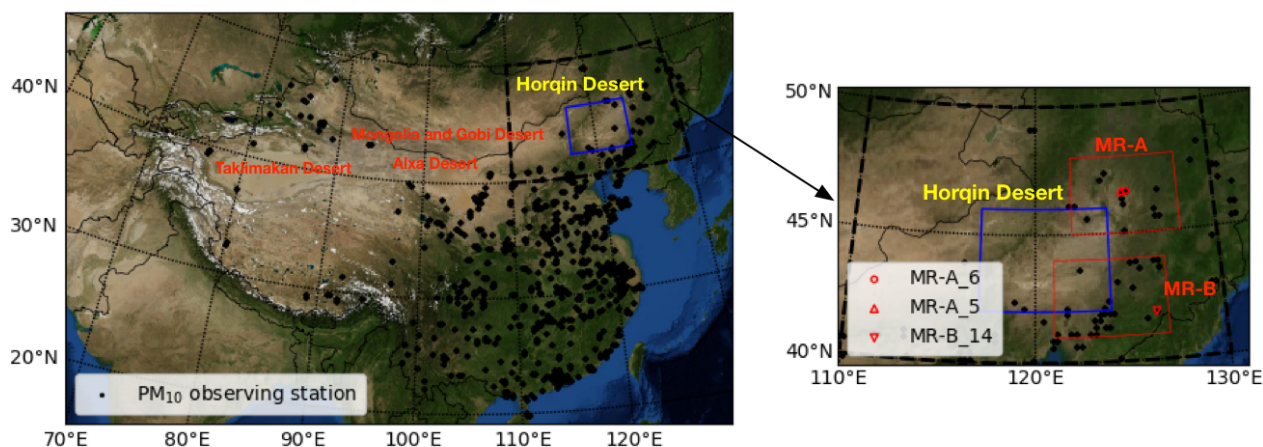 40°N
30°N
20°N
70°E 80°E 90°E 100°E 110°E 120°E
Horqin Desert
Mongolia and Gobi Desert
Taklimakan Desert
Alxa Desert
PM10 observing station
50°N
45°N
40°N
110°E 120°E 130°E
MR-A
Horqin Desert
MR-B
MR-A_6
MR-A_5
MR-B_14